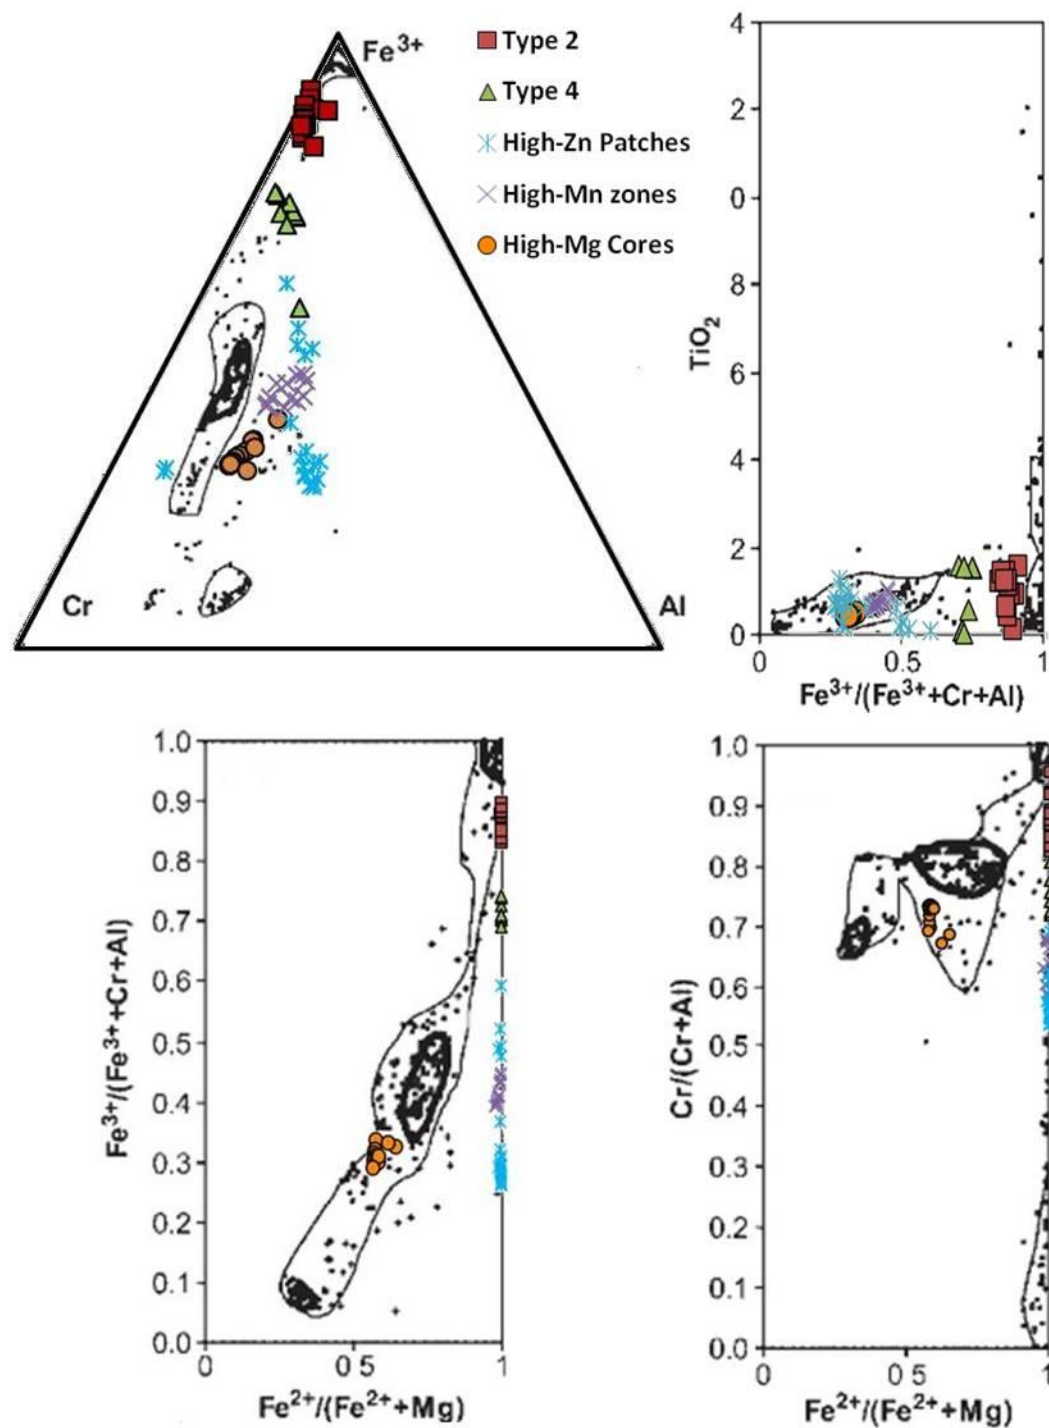 Fe³⁺
Cr
Al
Type 2
Type 4
High-Zn Patches
High-Mn zones
High-Mg Cores
4
2
0
8
6
4
2
0
TiO₂
0
0.5
1
Fe³⁺/(Fe³⁺+Cr+Al)
1.0
0.9
0.8
0.7
0.6
0.5
0.4
0.3
0.2
0.1
0.0
Fe³⁺/(Fe³⁺+Cr+Al)
0
0 5
1
Fe²⁺/(Fe²⁺+Mg)
1.0
0.9
0.8
0.7
0.6
0.5
0.4
0.3
0.2
0.1
0.0
Cr/(Cr+Al)
0
0 5
1
Fe²⁺/(Fe²⁺+Mg)